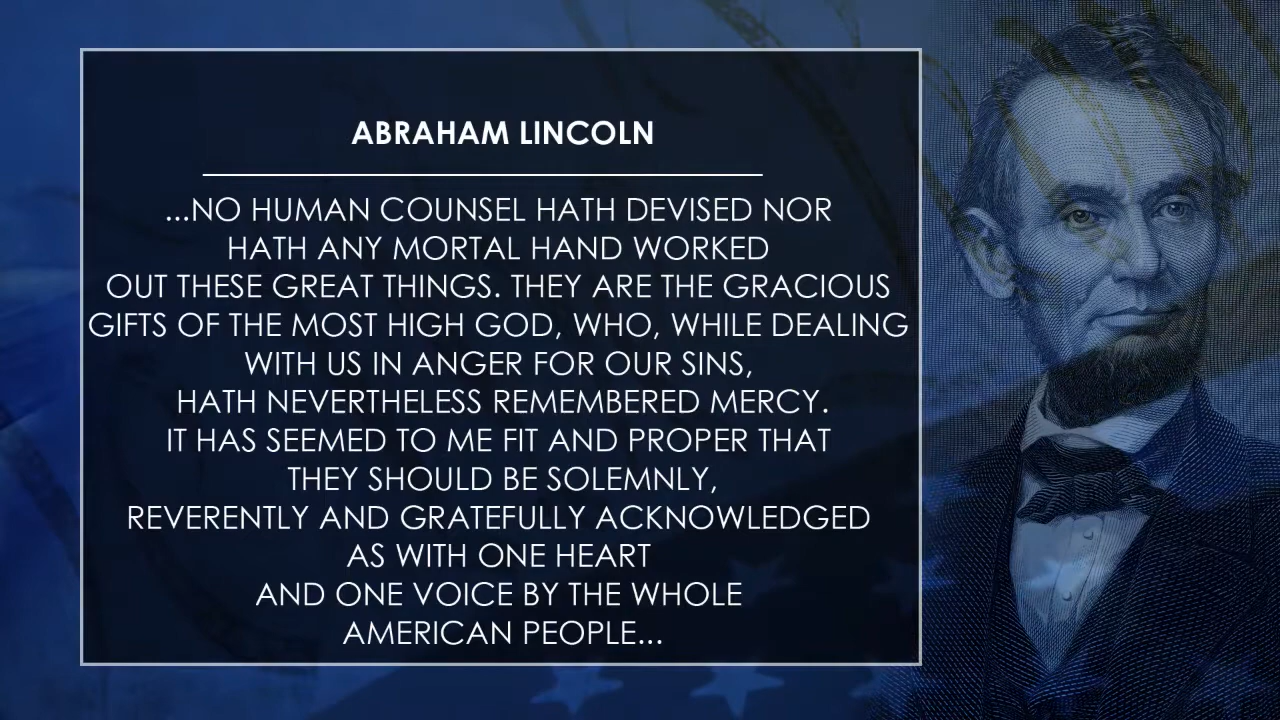 ABRAHAM LINCOLN
...NO HUMAN COUNSEL HATH DEVISED NOR
HATH ANY MORTAL HAND WORKED
OUT THESE GREAT THINGS. THEY ARE THE GRACIOUS
GIFTS OF THE MOST HIGH GOD, WHO, WHILE DEALING
WITH US IN ANGER FOR OUR SINS,
HATH NEVERTHELESS REMEMBERED MERCY.
IT HAS SEEMED TO ME FIT AND PROPER THAT
THEY SHOULD BE SOLEMNLY,
REVERENTLY AND GRATEFULLY ACKNOWLEDGED
AS WITH ONE HEART
AND ONE VOICE BY THE WHOLE
AMERICAN PEOPLE...